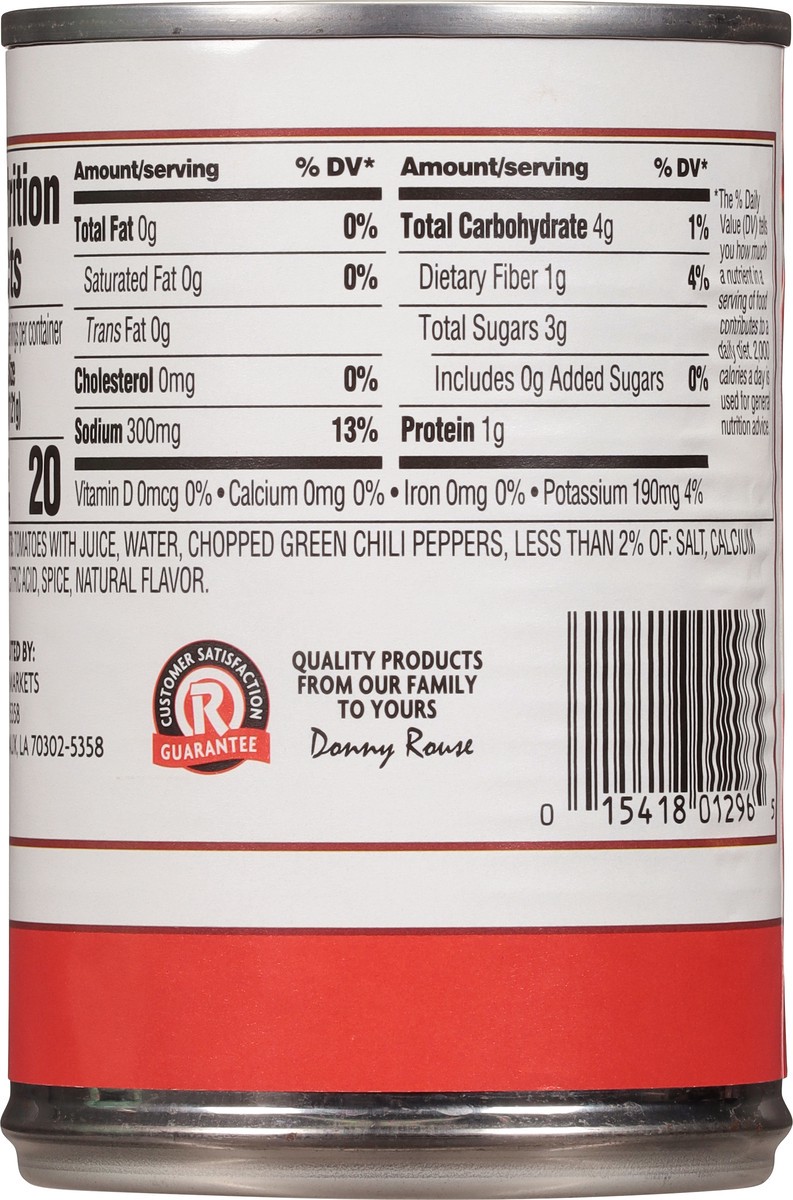 Amount/serving % DV* Amount/serving % DV*
Total Fat 0g 0% Total Carbohydrate 4g 1%
Saturated Fat 0g 0% Dietary Fiber 1g 4%
Trans Fat 0g Total Sugars 3g
Cholesterol 0mg 0% Includes 0g Added Sugars 0%
Sodium 300mg 13% Protein 1g
*The % Daily
Value (DV) tells
you how much
a nutrient in a
serving of food
contributes to a
daily diet. 2,000
calories a day is
used for general
nutrition advice.
per container
20
Vitamin D 0mcg 0% • Calcium 0mg 0% • Iron 0mg 0% • Potassium 190mg 4%
TOMATOES WITH JUICE, WATER, CHOPPED GREEN CHILI PEPPERS, LESS THAN 2% OF: SALT, CALCIUM
ACID, SPICE, NATURAL FLAVOR.
BY:
LA 70302-5358
CUSTOMER SATISFACTION
R
GUARANTEE
QUALITY PRODUCTS
FROM OUR FAMILY
TO YOURS
Donny Rouse
0 15418 01296 5